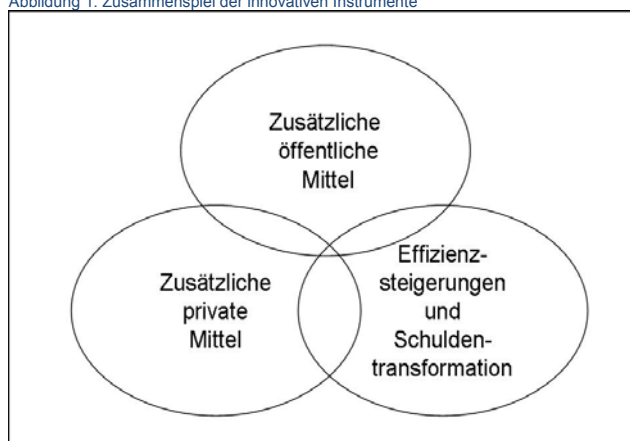 Abbildung 1: Zusammenspiel der innovativen Instrumente
Zusätzliche
öffentliche
Mittel
Zusätzliche
private
Mittel
Effizienz-
steigerungen
und
Schulden-
transformation